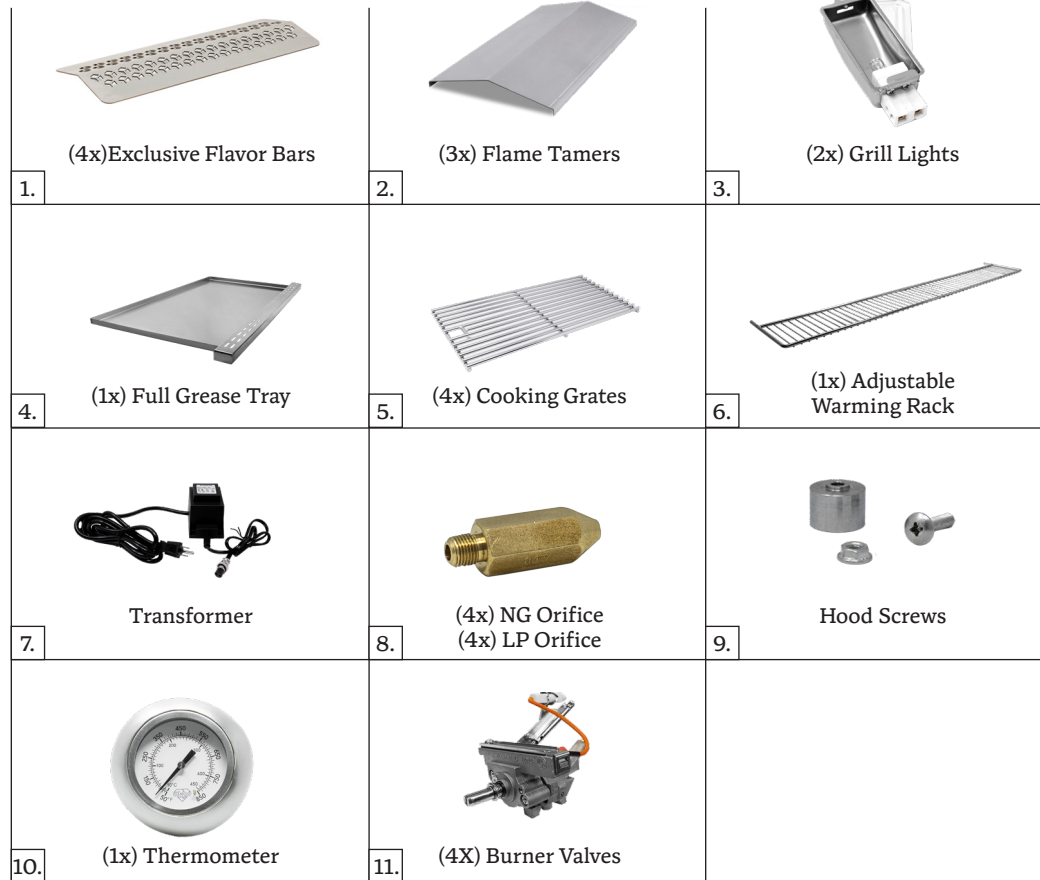 (4x)Exclusive Flavor Bars
1.
(3x) Flame Tamers
2.
(2x) Grill Lights
3.
(1x) Full Grease Tray
4.
(4x) Cooking Grates
5.
(1x) Adjustable
Warming Rack
6.
Transformer
7.
(4x) NG Orifice
(4x) LP Orifice
8.
Hood Screws
9.
(1x) Thermometer
10.
(4X) Burner Valves
11.